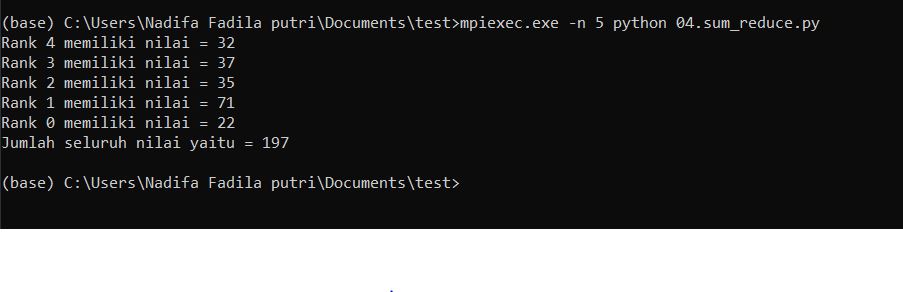 (base) C:\Users\Nadifa Fadila putri\Documents\test>mpiexec.exe -n 5 python 04.sum_reduce.py
Rank 4 memiliki nilai = 32
Rank 3 memiliki nilai = 37
Rank 2 memiliki nilai = 35
Rank 1 memiliki nilai = 71
Rank 0 memiliki nilai = 22
Jumlah seluruh nilai yaitu = 197
(base) C:\Users\Nadifa Fadila putri\Documents\test>